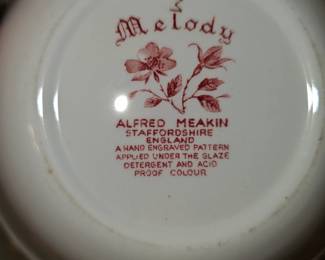 Melody
ALFRED MEAKIN
STAFFORDSHIRE
ENGLAND
A HAND ENGRAVED PATTERN
APPLIED UNDER THE GLAZE
DETERGENT AND ACID
PROOF COLOUR